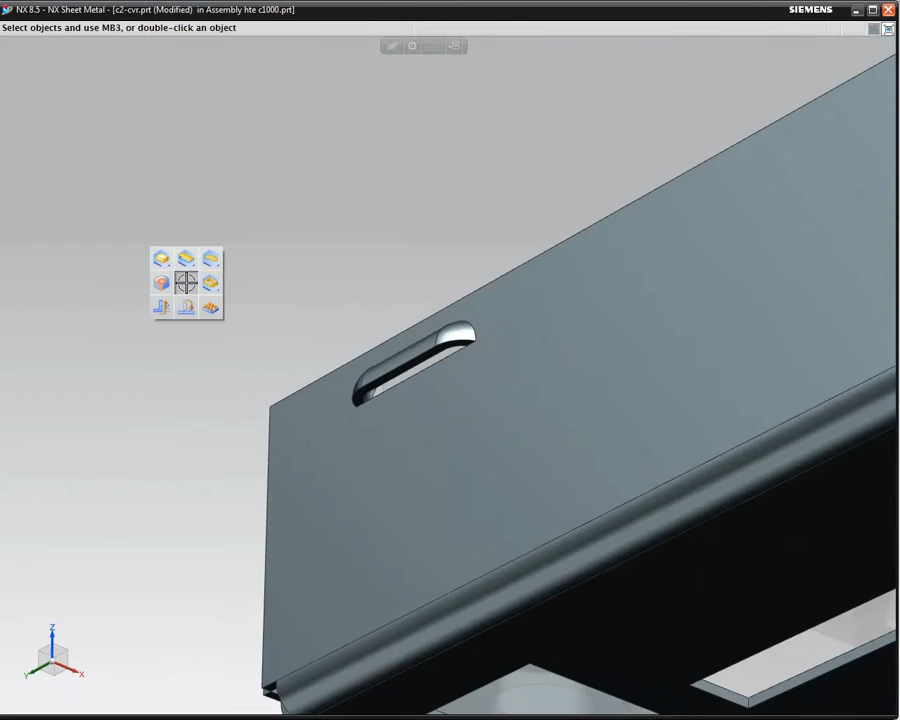 NX 8.5 - NX Sheet Metal - [c2-cvr.prt (Modified)  in Assembly hte c1000.prt]
SIEMENS
Select objects and use MB3, or double-click an object
Z
Y
X